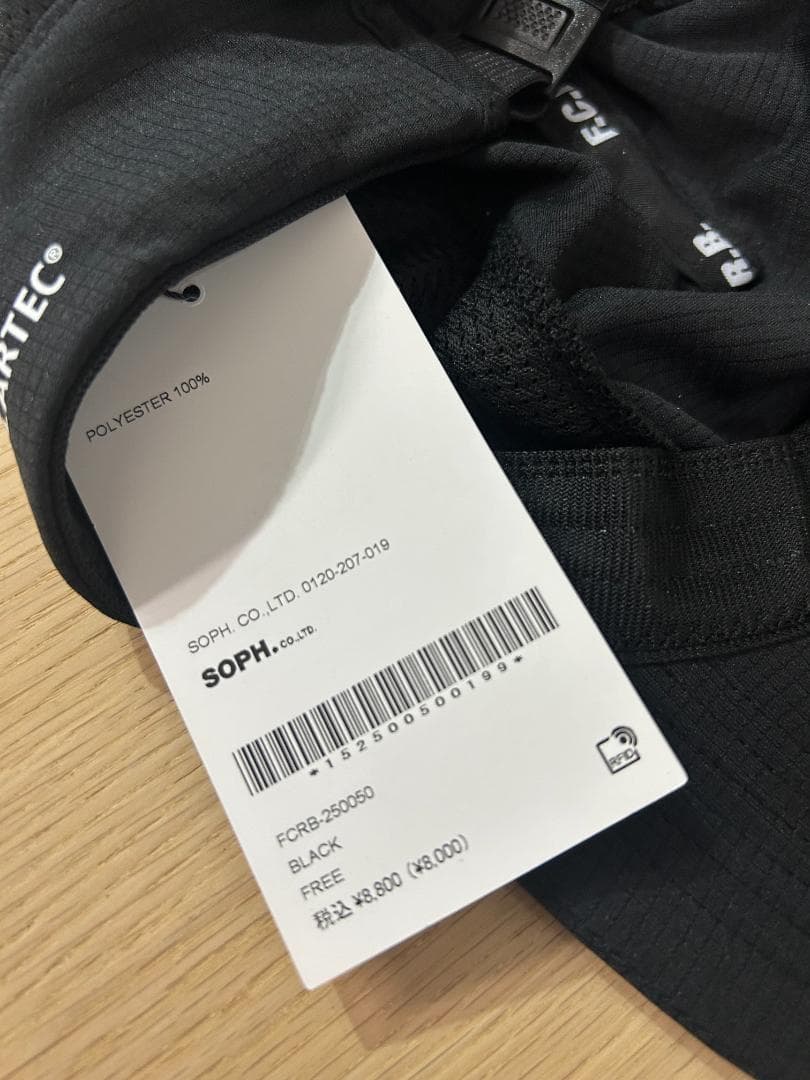 F.C.
R.B.
ARTEC®
POLYESTER 100%
SOPH. CO.,LTD. 0120-207-019
SOPH.CO.,LTD.
*152500500199*
RFID
FCRB-250050
BLACK
FREE
税込 ¥8,800 (¥8,000)